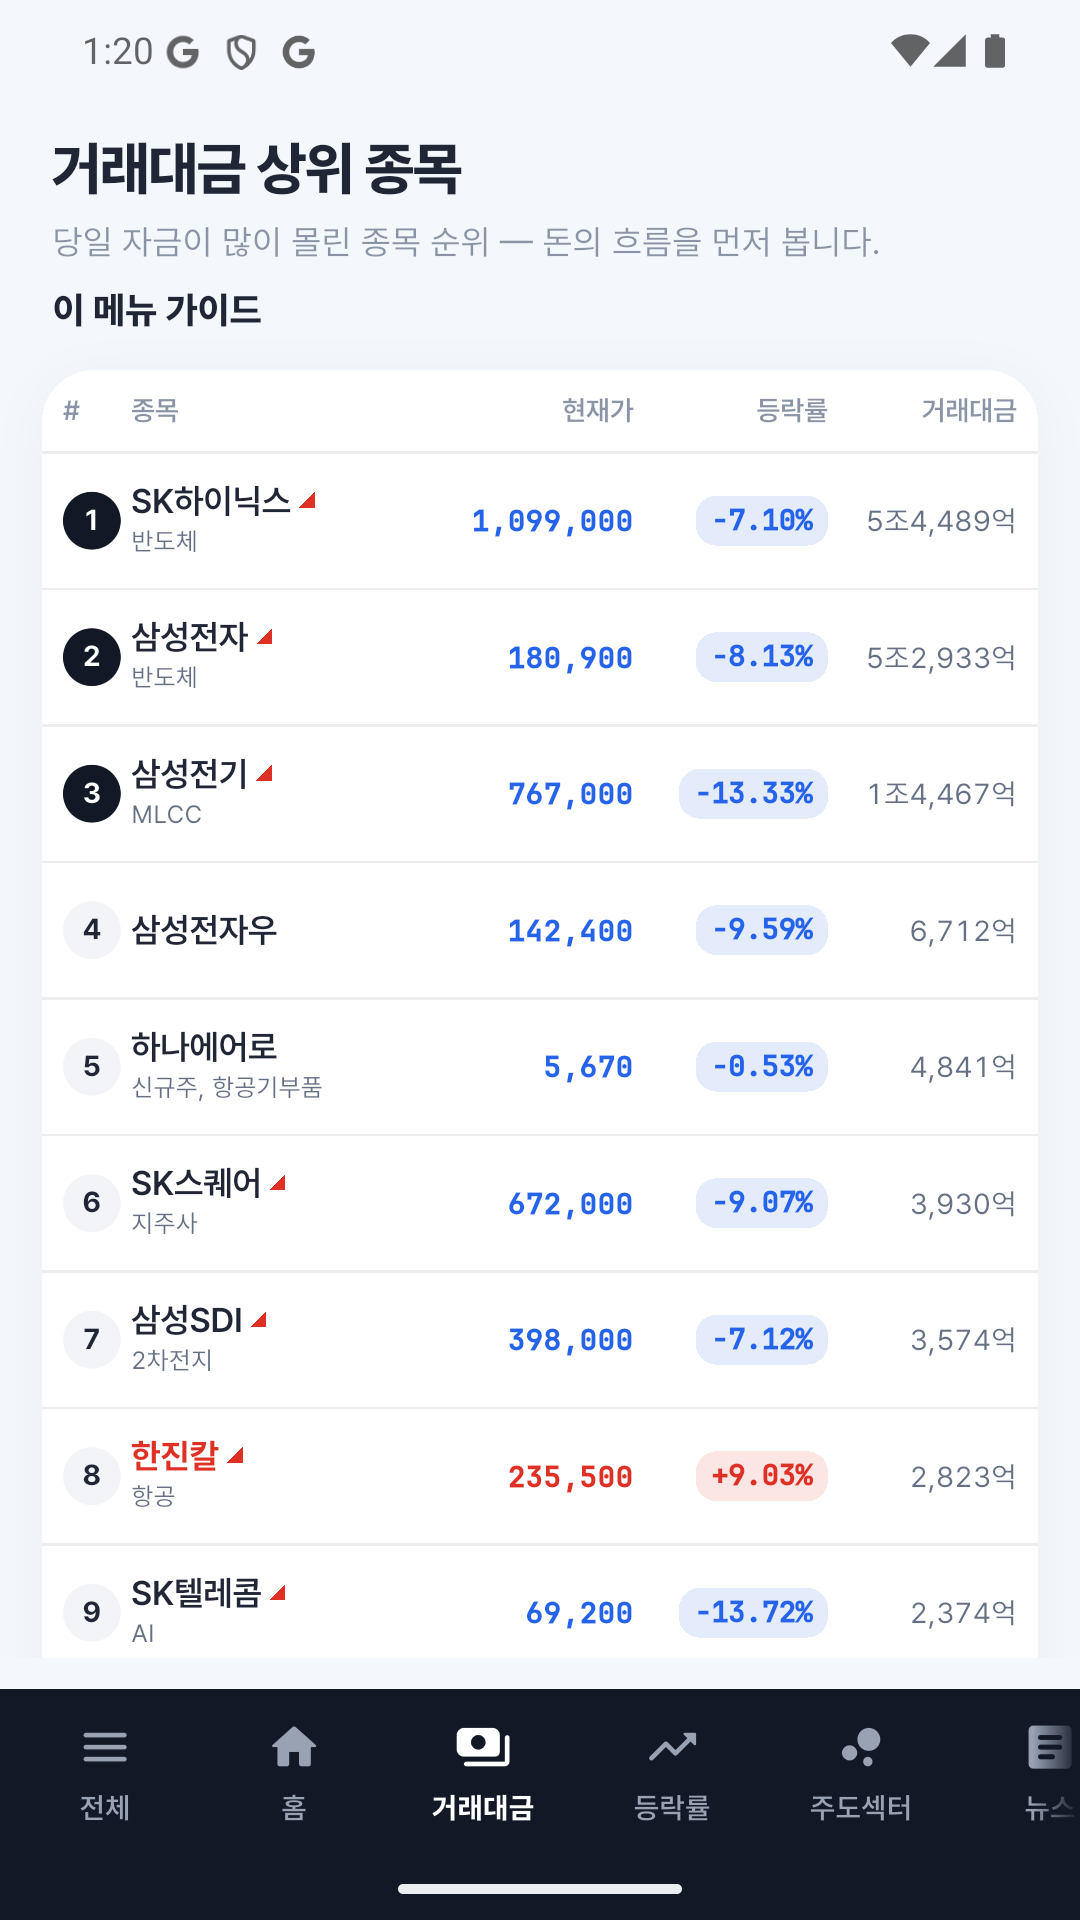 1:20
거래대금 상위 종목
당일 자금이 많이 몰린 종목 순위 — 돈의 흐름을 먼저 봅니다.
이 메뉴 가이드
# 종목 현재가 등락률 거래대금
1 SK하이닉스 1,099,000 -7.10% 5조4,489억
반도체
2 삼성전자 180,900 -8.13% 5조2,933억
반도체
3 삼성전기 767,000 -13.33% 1조4,467억
MLCC
4 삼성전자우 142,400 -9.59% 6,712억
5 하나에어로 5,670 -0.53% 4,841억
신규주, 항공기부품
6 SK스퀘어 672,000 -9.07% 3,930억
지주사
7 삼성SDI 398,000 -7.12% 3,574억
2차전지
8 한진칼 235,500 +9.03% 2,823억
항공
9 SK텔레콤 69,200 -13.72% 2,374억
AI
전체 홈 거래대금 등락률 주도섹터 뉴스